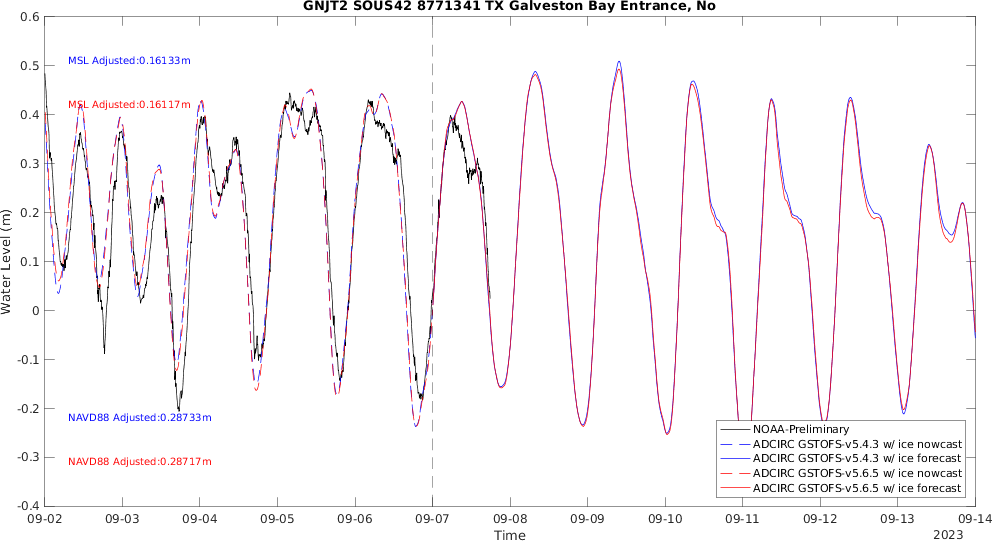 GNJT2 SOUS42 8771341 TX Galveston Bay Entrance, No
0.6
0.5
0.4
0.3
0.2
0.1
0
-0.1
-0.2
-0.3
-0.4
Water Level (m)
MSL Adjusted:0.16133m
MSL Adjusted:0.16117m
NAVD88 Adjusted:0.28733m
NAVD88 Adjusted:0.28717m
NOAA-Preliminary
ADCIRC GSTOFS-v5.4.3 w/ ice nowcast
ADCIRC GSTOFS-v5.4.3 w/ ice forecast
ADCIRC GSTOFS-v5.6.5 w/ ice nowcast
ADCIRC GSTOFS-v5.6.5 w/ ice forecast
09-02 09-03 09-04 09-05 09-06 09-07 09-08 09-09 09-10 09-11 09-12 09-13 09-14
Time
2023